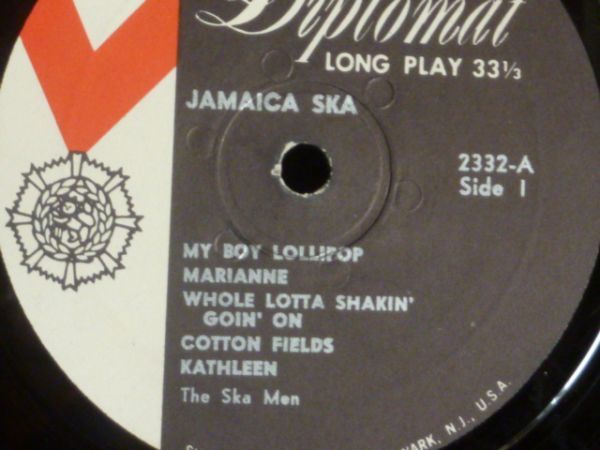 Diplomat
LONG PLAY 33⅓
JAMAICA SKA
2332-A
Side 1
MY BOY LOLLIPOP
MARIANNE
WHOLE LOTTA SHAKIN'
GOIN' ON
COTTON FIELDS
KATHLEEN
The Ska Men
N.J., U.S.A.